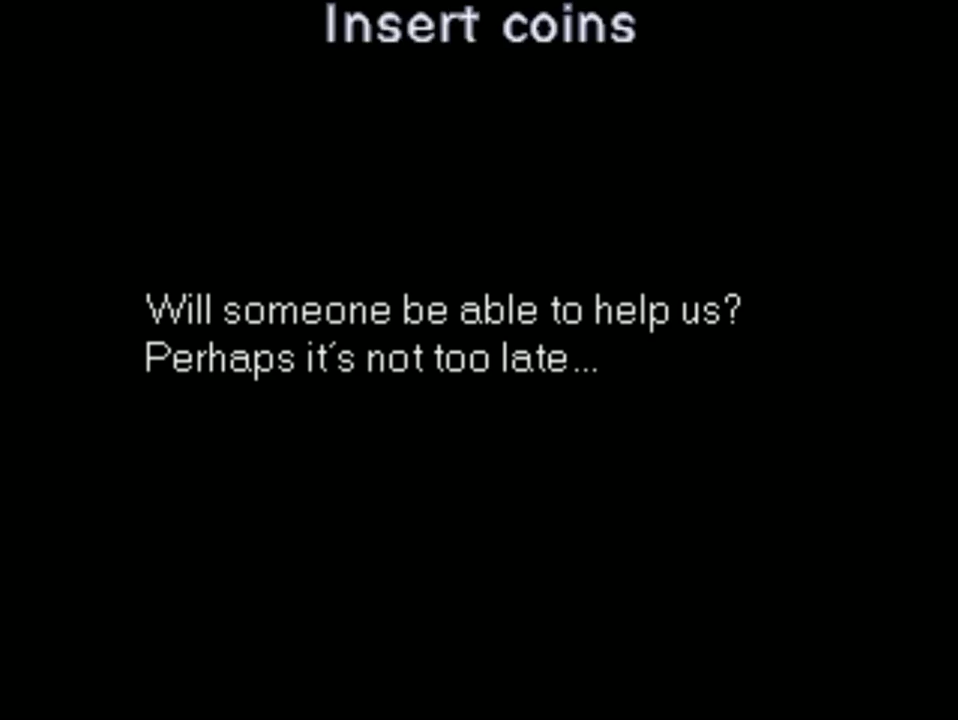 Insert coins
Will someone be able to help us?
Perhaps it´s not too late...